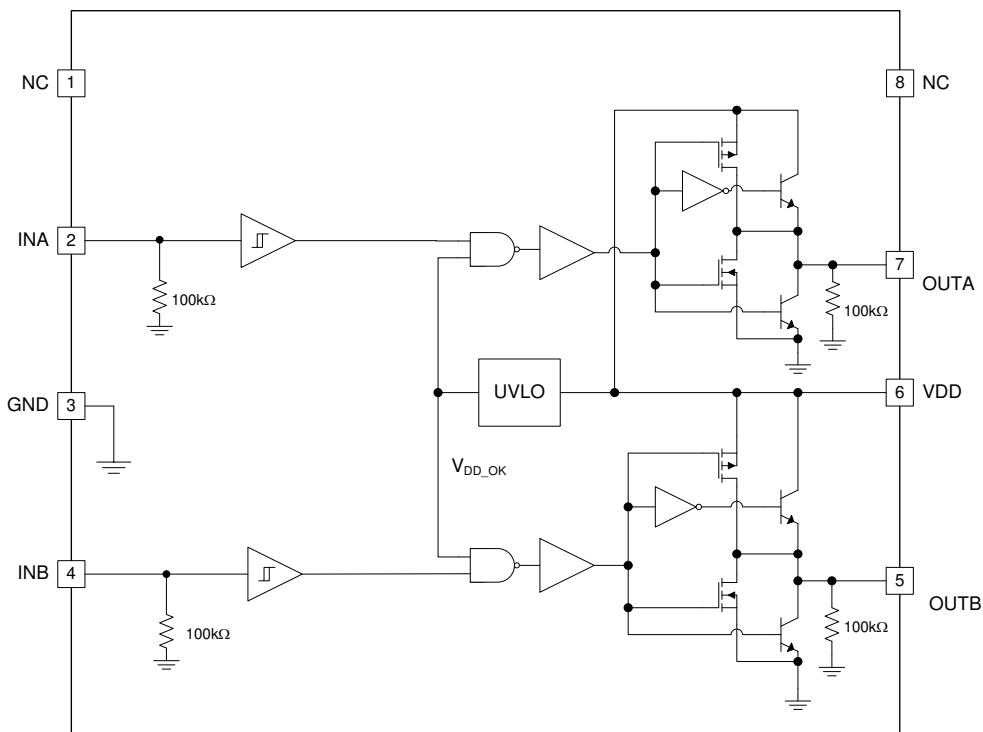 NC 1
8 NC
INA 2
100kΩ
7
OUTA
100kΩ
GND 3
UVLO
6 VDD
VDD_OK
INB 4
100kΩ
5
OUTB
100kΩ